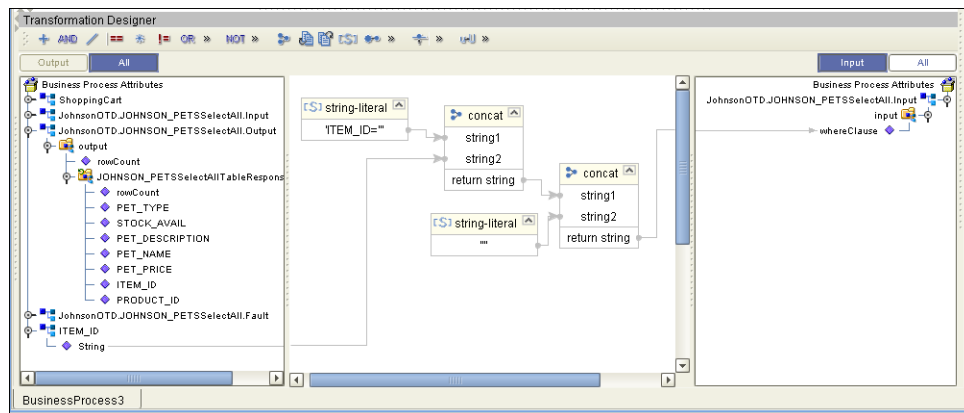 Transformation Designer
AND == != OR » NOT » [S] » » »
Output All Input All
Business Process Attributes
ShoppingCart
JohnsonOTD.JOHNSON_PETSSelectAll.Input
JohnsonOTD.JOHNSON_PETSSelectAll.Output
output
rowCount
JOHNSON_PETSSelectAllTableRespons
rowCount
PET_TYPE
STOCK_AVAIL
PET_DESCRIPTION
PET_NAME
PET_PRICE
ITEM_ID
PRODUCT_ID
JohnsonOTD.JOHNSON_PETSSelectAll.Fault
ITEM_ID
String
[S] string-literal
'ITEM_ID='"
concat
string1
string2
return string
[S] string-literal
""
concat
string1
string2
return string
Business Process Attributes
JohnsonOTD.JOHNSON_PETSSelectAll.Input
input
whereClause
BusinessProcess3